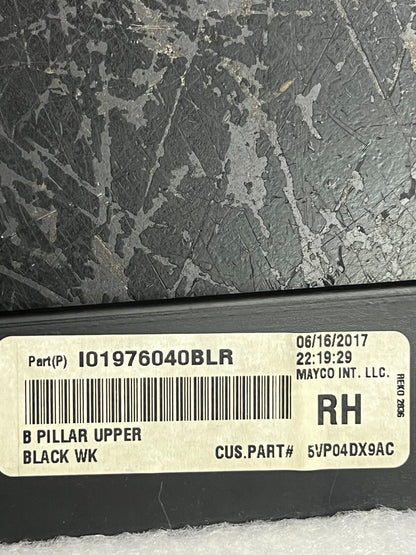 Part(P) I01976040BLR
06/16/2017
22:19:29
MAYCO INT. LLC.
RH
REKO 2836
B PILLAR UPPER
BLACK WK
CUS.PART# 5VP04DX9AC